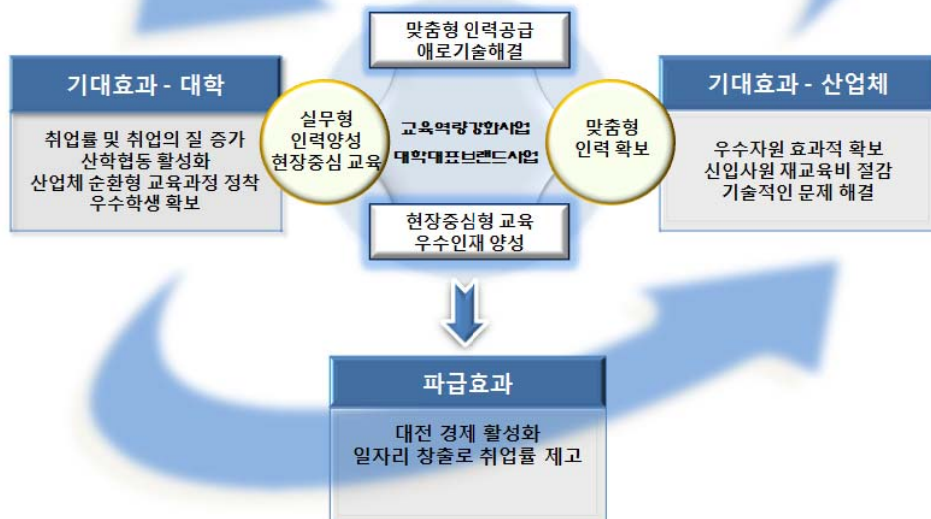 맞춤형 인력공급
애로기술해결
기대효과 - 대학
취업률 및 취업의 질 증가
산학협동 활성화
산업체 순환형 교육과정 정착
우수학생 확보
실무형
인력양성
현장중심 교육
교육역량강화사업
대학대표브랜드사업
맞춤형
인력 확보
기대효과 - 산업체
우수자원 효과적 확보
신입사원 재교육비 절감
기술적인 문제 해결
현장중심형 교육
우수인재 양성
파급효과
대전 경제 활성화
일자리 창출로 취업률 제고